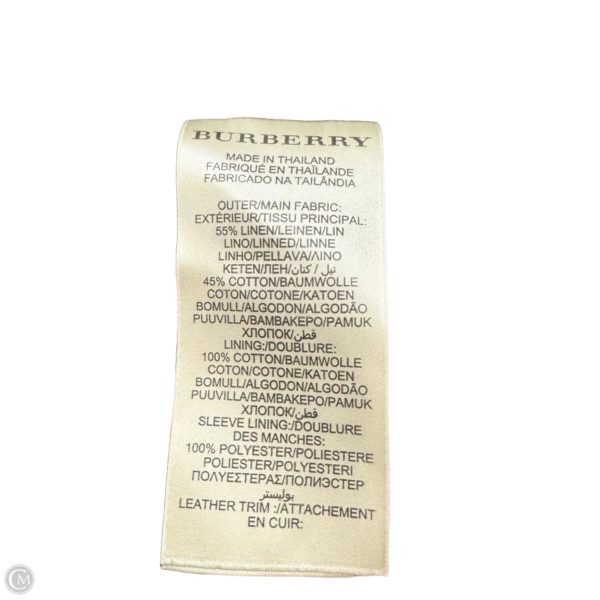 BURBERRY
MADE IN THAILAND
FABRIQUÉ EN THAÏLANDE
FABRICADO NA TAILÂNDIA
OUTER/MAIN FABRIC:
EXTÉRIEUR/TISSU PRINCIPAL:
55% LINEN/LEINEN/LIN
LINO/LINNED/LINNE
LINHO/PELLAVA/ΛΙΝΟ
KETEN/ЛЕН/تيل / كتان
45% COTTON/BAUMWOLLE
COTON/COTONE/KATOEN
BOMULL/ALGODON/ALGODÃO
PUUVILLA/ΒΑΜΒΑΚΕΡΟ/PAMUK
ХЛОПОК/قطن
LINING:/DOUBLURE:
100% COTTON/BAUMWOLLE
COTON/COTONE/KATOEN
BOMULL/ALGODON/ALGODÃO
PUUVILLA/ΒΑΜΒΑΚΕΡΟ/PAMUK
ХЛОПОК/قطن
SLEEVE LINING:/DOUBLURE
DES MANCHES:
100% POLYESTER/POLIESTERE
POLIESTER/POLYESTERI
ΠΟΛΥΕΣΤΕΡΑΣ/ПОЛИЭСТЕР
بوليستر
LEATHER TRIM :/ATTACHEMENT
EN CUIR:
CM